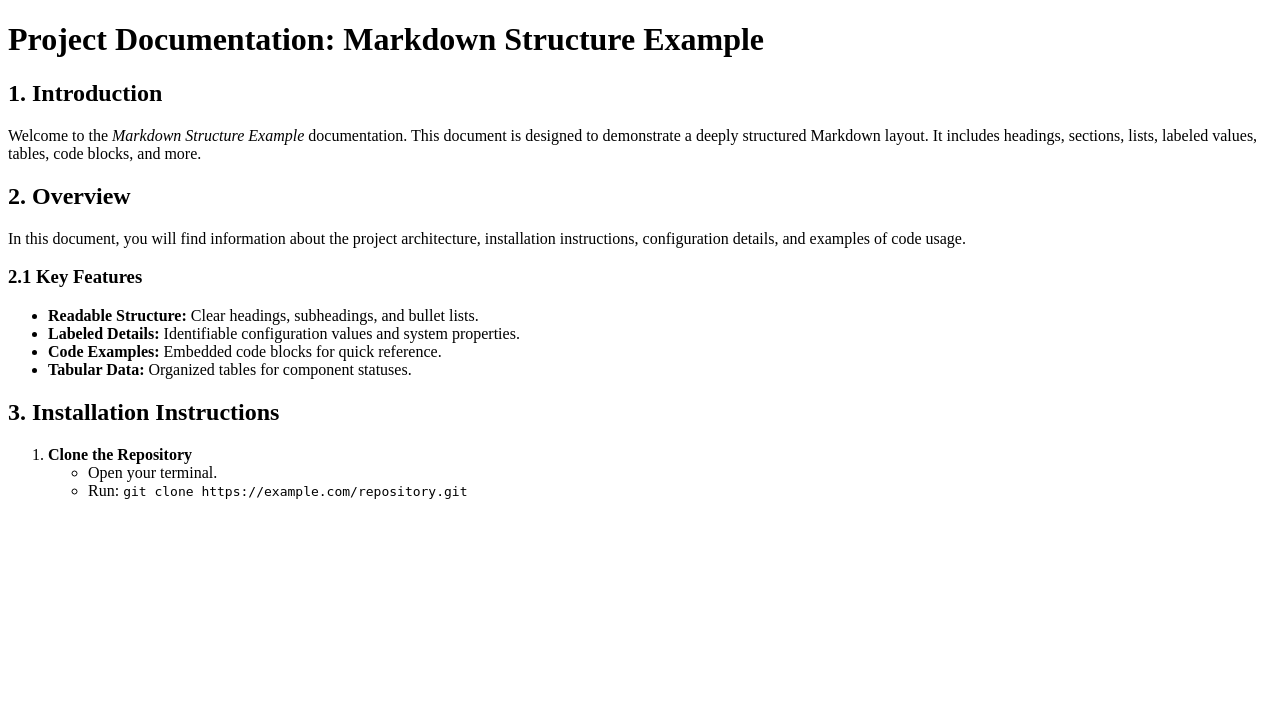 Project Documentation: Markdown Structure Example
1. Introduction
Welcome to the Markdown Structure Example documentation. This document is designed to demonstrate a deeply structured Markdown layout. It includes headings, sections, lists, labeled values,
tables, code blocks, and more.
2. Overview
In this document, you will find information about the project architecture, installation instructions, configuration details, and examples of code usage.
2.1 Key Features
• Readable Structure: Clear headings, subheadings, and bullet lists.
• Labeled Details: Identifiable configuration values and system properties.
• Code Examples: Embedded code blocks for quick reference.
• Tabular Data: Organized tables for component statuses.
3. Installation Instructions
1. Clone the Repository
◦ Open your terminal.
◦ Run: git clone https://example.com/repository.git